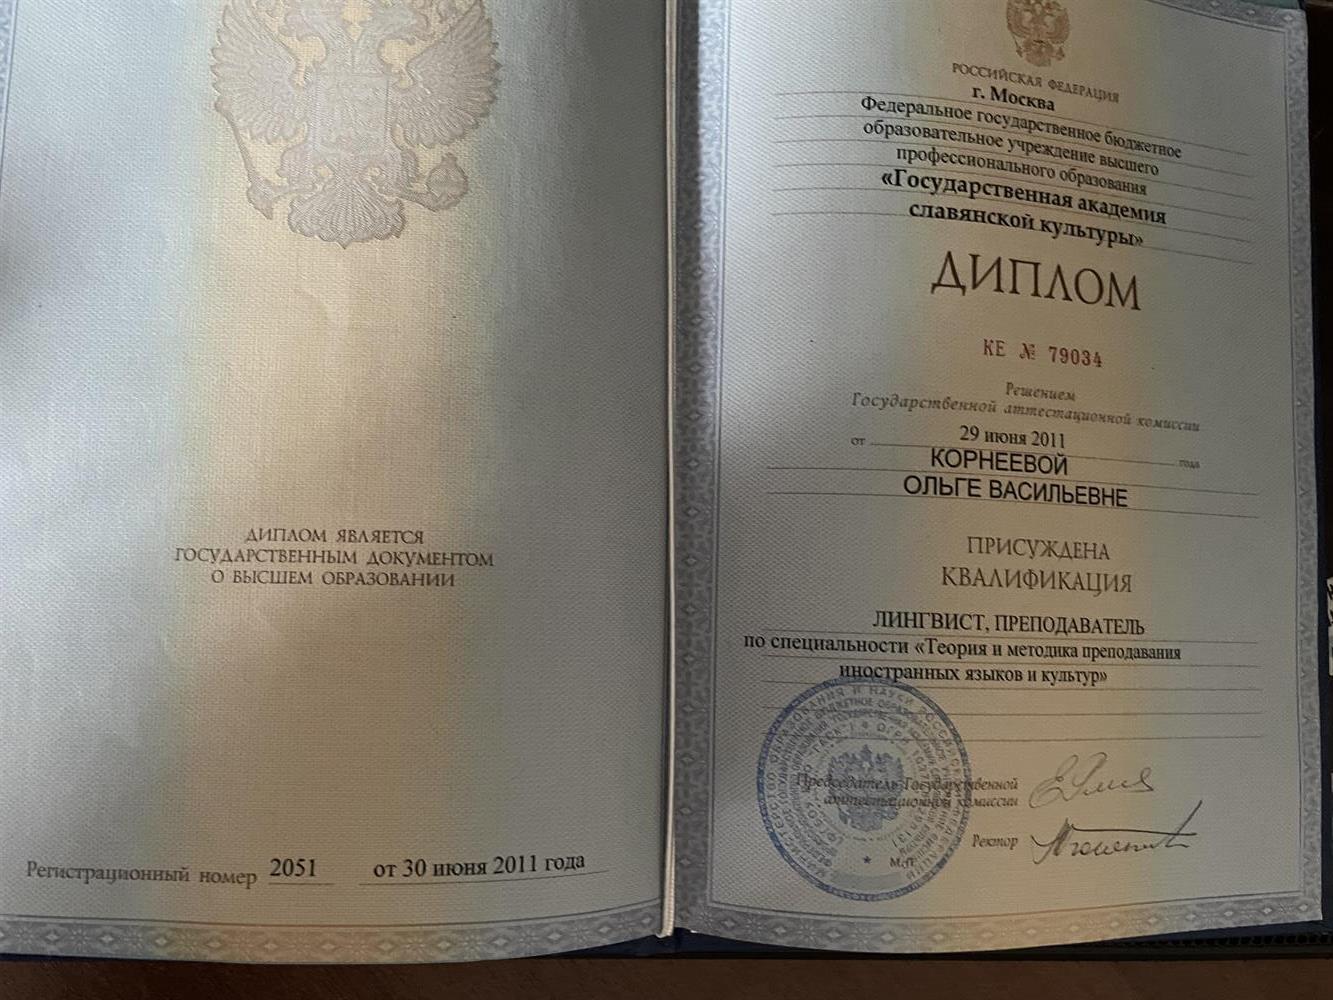 ДИПЛОМ ЯВЛЯЕТСЯ
ГОСУДАРСТВЕННЫМ ДОКУМЕНТОМ
О ВЫСШЕМ ОБРАЗОВАНИИ
Регистрационный номер 2051 от 30 июня 2011 года
РОССИЙСКАЯ ФЕДЕРАЦИЯ
г. Москва
Федеральное государственное бюджетное
образовательное учреждение высшего
профессионального образования
«Государственная академия
славянской культуры»
ДИПЛОМ
КЕ № 79034
Решением
Государственной аттестационной комиссии
от 29 июня 2011 года
КОРНЕЕВОЙ
ОЛЬГЕ ВАСИЛЬЕВНЕ
ПРИСУЖДЕНА
КВАЛИФИКАЦИЯ
ЛИНГВИСТ, ПРЕПОДАВАТЕЛЬ
по специальности «Теория и методика преподавания
иностранных языков и культур»
Председатель Государственной
аттестационной комиссии
Ректор
М.П.